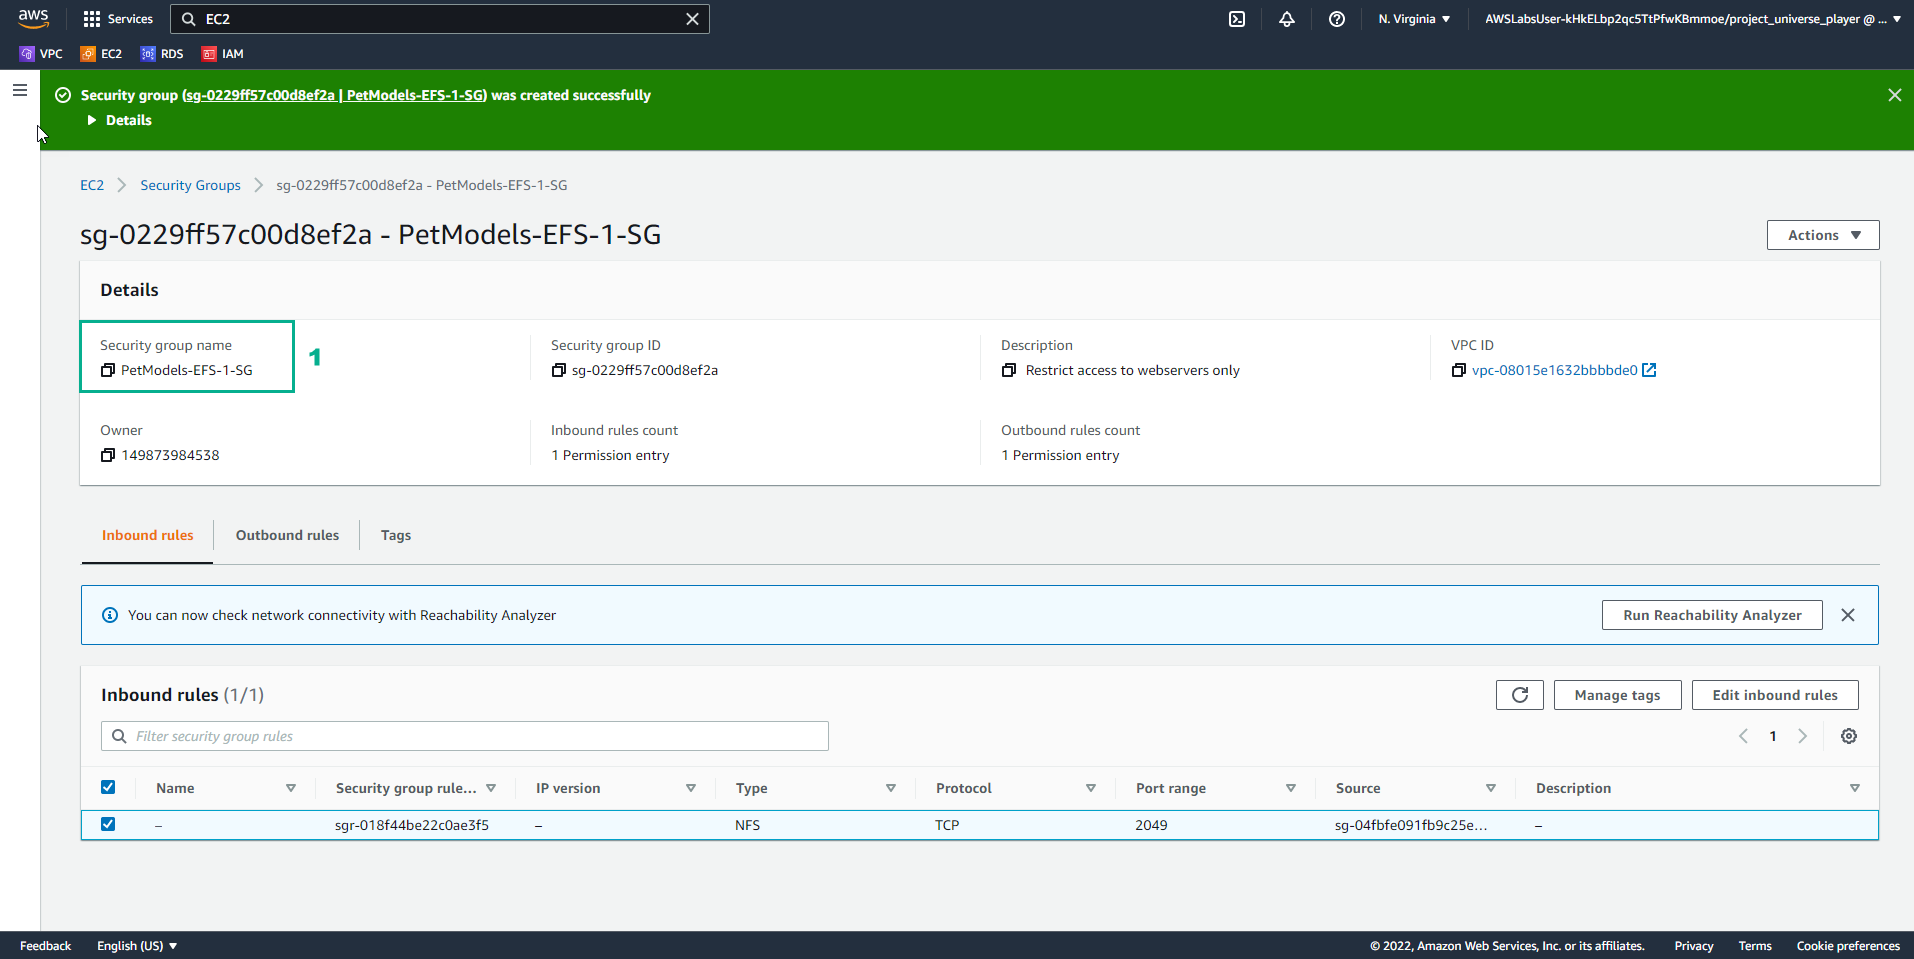 aws
Services
EC2
N. Virginia
AWSLabsUser-kHkELbp2qc5TtPfwKBmmoe/project_universe_player @ ...
VPC
EC2
RDS
IAM
Security group (sg-0229ff57c00d8ef2a | PetModels-EFS-1-SG) was created successfully
Details
EC2
Security Groups
sg-0229ff57c00d8ef2a - PetModels-EFS-1-SG
sg-0229ff57c00d8ef2a - PetModels-EFS-1-SG
Actions
Details
Security group name
PetModels-EFS-1-SG
1
Security group ID
sg-0229ff57c00d8ef2a
Description
Restrict access to webservers only
VPC ID
vpc-08015e1632bbbbde0
Owner
149873984538
Inbound rules count
1 Permission entry
Outbound rules count
1 Permission entry
Inbound rules
Outbound rules
Tags
You can now check network connectivity with Reachability Analyzer
Run Reachability Analyzer
Inbound rules (1/1)
Manage tags
Edit inbound rules
Filter security group rules
1
Name
Security group rule...
IP version
Type
Protocol
Port range
Source
Description
–
sgr-018f44be22c0ae3f5
–
NFS
TCP
2049
sg-04fbfe091fb9c25e...
–
Feedback
English (US)
© 2022, Amazon Web Services, Inc. or its affiliates.
Privacy
Terms
Cookie preferences